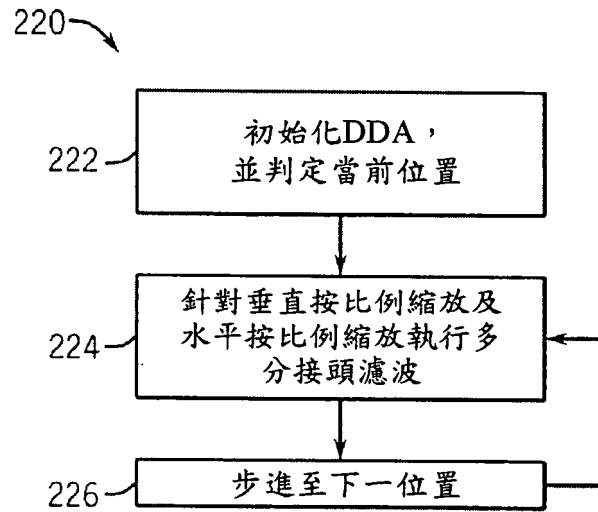 220
222
初始化DDA，
並判定當前位置
224
針對垂直按比例縮放及
水平按比例縮放執行多
分接頭濾波
226
步進至下一位置